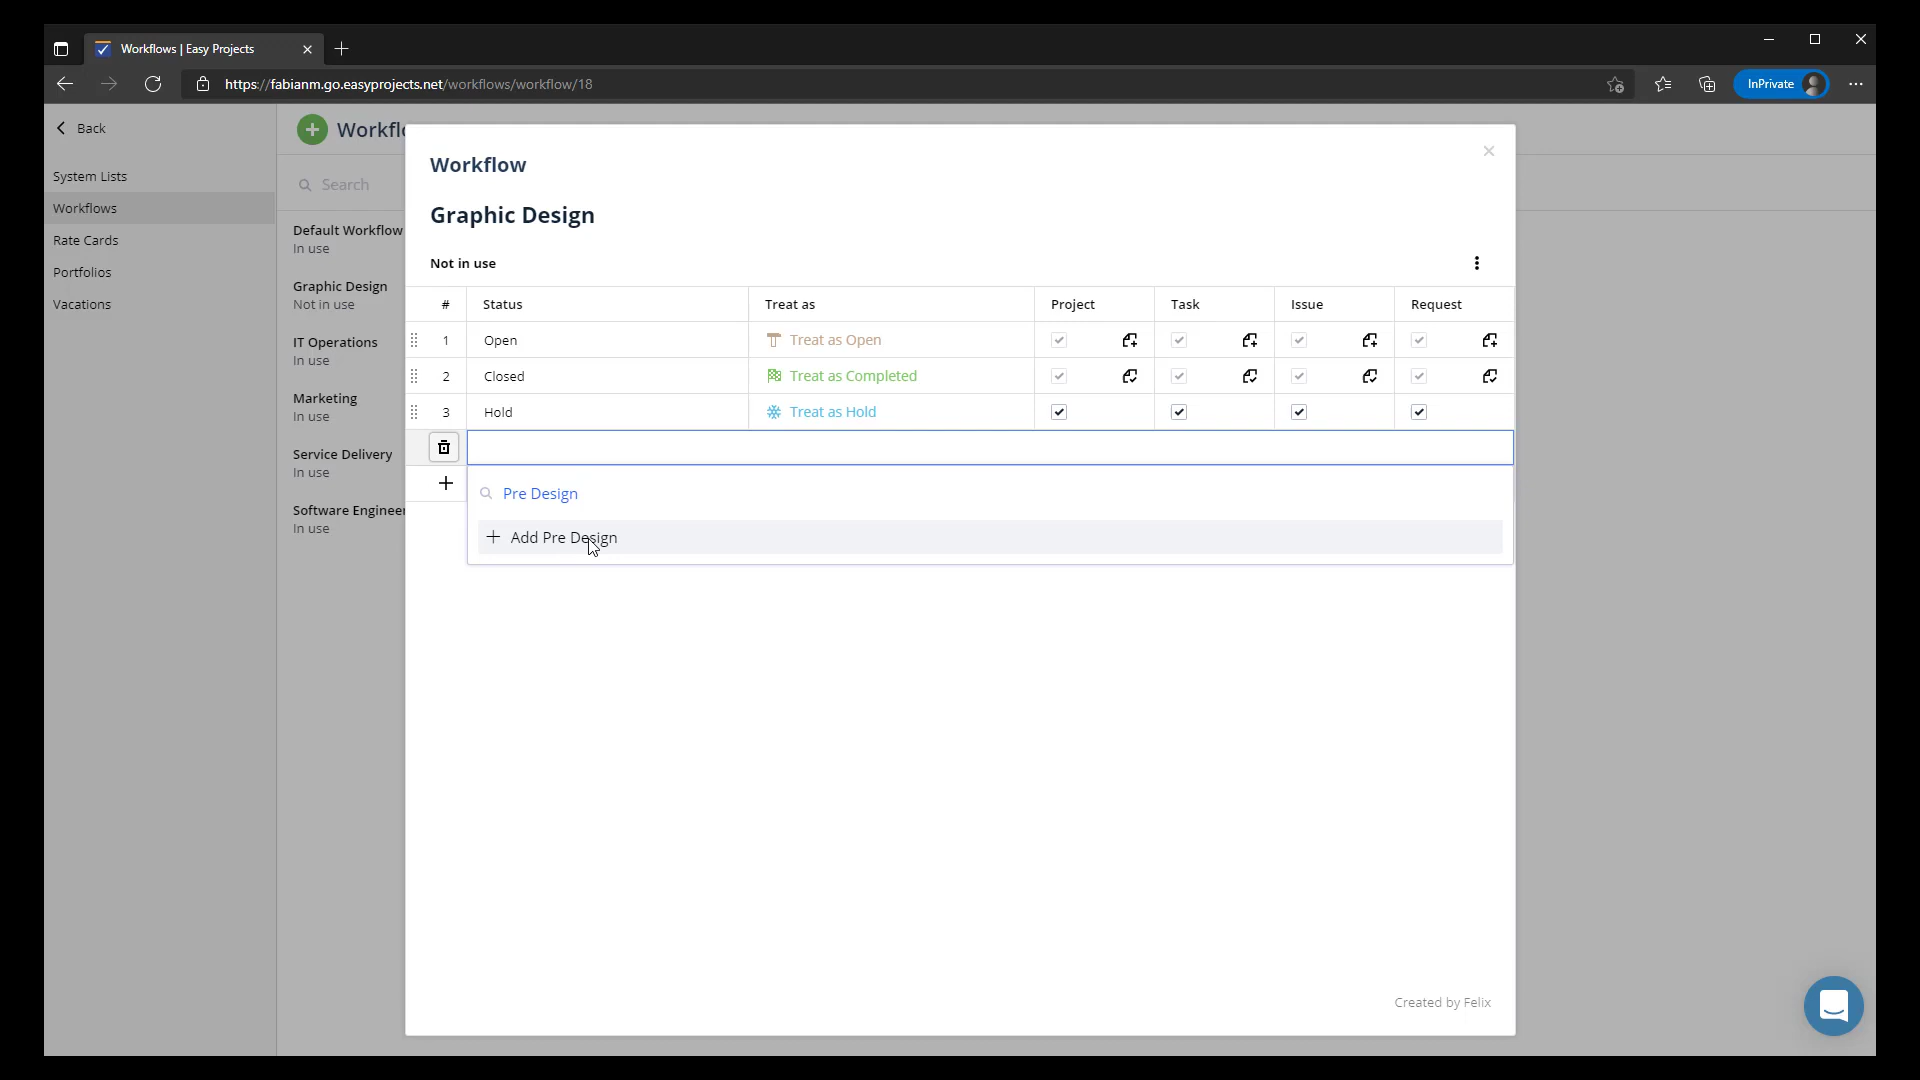 Workflows | Easy Projects
https://fabianm.go.easyprojects.net/workflows/workflow/18
InPrivate
Back
System Lists
Workflows
Rate Cards
Portfolios
Vacations
Workflo
Search
Default Workflow
In use
Graphic Design
Not in use
IT Operations
In use
Marketing
In use
Service Delivery
In use
Software Engineer
In use
Workflow
Graphic Design
Not in use
# Status Treat as Project Task Issue Request
1 Open Treat as Open
2 Closed Treat as Completed
3 Hold Treat as Hold
Pre Design
Add Pre Design
Created by Felix